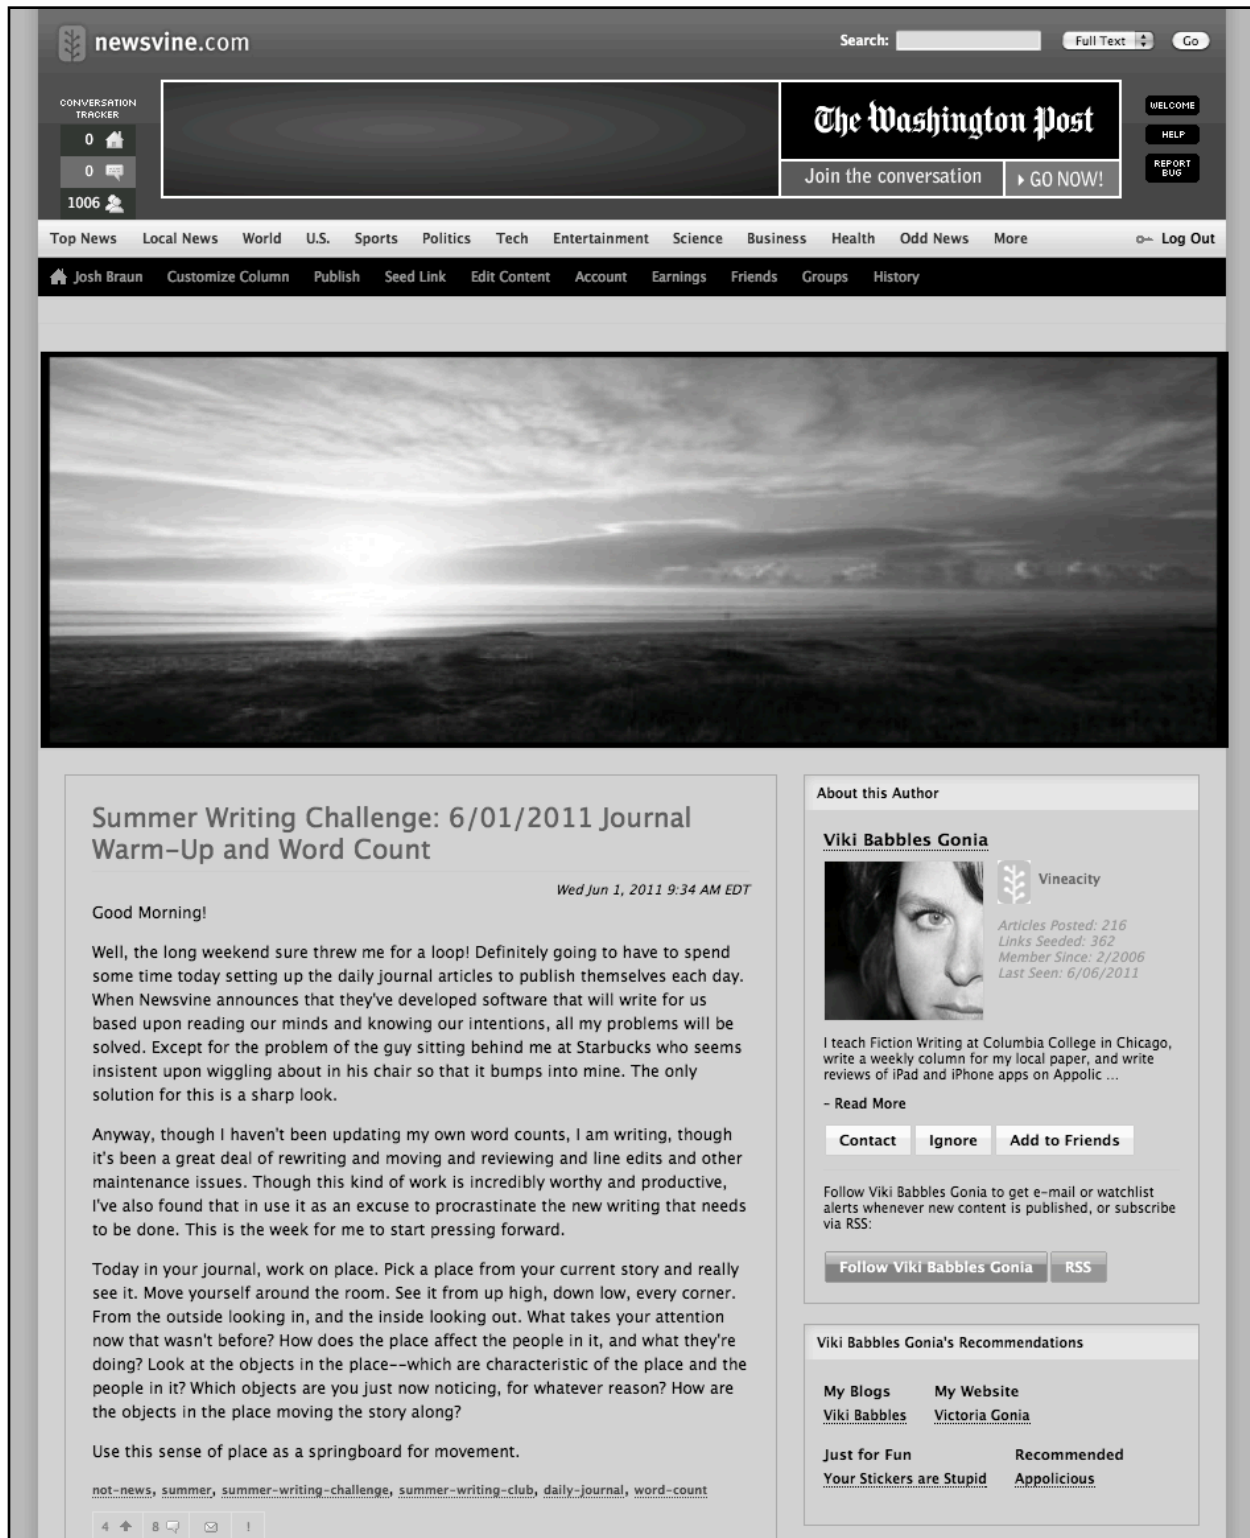 newsvine.com
Search:
Full Text
Go
CONVERSATION
TRACKER
0
0
1006
The Washington Post
Join the conversation
GO NOW!
WELCOME
HELP
REPORT
BUG
Top News Local News World U.S. Sports Politics Tech Entertainment Science Business Health Odd News More Log Out
Josh Braun Customize Column Publish Seed Link Edit Content Account Earnings Friends Groups History
Summer Writing Challenge: 6/01/2011 Journal
Warm-Up and Word Count
Wed Jun 1, 2011 9:34 AM EDT
Good Morning!
Well, the long weekend sure threw me for a loop! Definitely going to have to spend
some time today setting up the daily journal articles to publish themselves each day.
When Newsvine announces that they've developed software that will write for us
based upon reading our minds and knowing our intentions, all my problems will be
solved. Except for the problem of the guy sitting behind me at Starbucks who seems
insistent upon wiggling about in his chair so that it bumps into mine. The only
solution for this is a sharp look.
Anyway, though I haven't been updating my own word counts, I am writing, though
it's been a great deal of rewriting and moving and reviewing and line edits and other
maintenance issues. Though this kind of work is incredibly worthy and productive,
I've also found that in use it as an excuse to procrastinate the new writing that needs
to be done. This is the week for me to start pressing forward.
Today in your journal, work on place. Pick a place from your current story and really
see it. Move yourself around the room. See it from up high, down low, every corner.
From the outside looking in, and the inside looking out. What takes your attention
now that wasn't before? How does the place affect the people in it, and what they're
doing? Look at the objects in the place--which are characteristic of the place and the
people in it? Which objects are you just now noticing, for whatever reason? How are
the objects in the place moving the story along?
Use this sense of place as a springboard for movement.
not-news, summer, summer-writing-challenge, summer-writing-club, daily-journal, word-count
4 8 !
About this Author
Viki Babbles Gonia
Vineacity
Articles Posted: 216
Links Seeded: 362
Member Since: 2/2006
Last Seen: 6/06/2011
I teach Fiction Writing at Columbia College in Chicago,
write a weekly column for my local paper, and write
reviews of iPad and iPhone apps on Appolic ...
– Read More
Contact Ignore Add to Friends
Follow Viki Babbles Gonia to get e-mail or watchlist
alerts whenever new content is published, or subscribe
via RSS:
Follow Viki Babbles Gonia RSS
Viki Babbles Gonia's Recommendations
My Blogs My Website
Viki Babbles Victoria Gonia
Just for Fun Recommended
Your Stickers are Stupid Appolicious